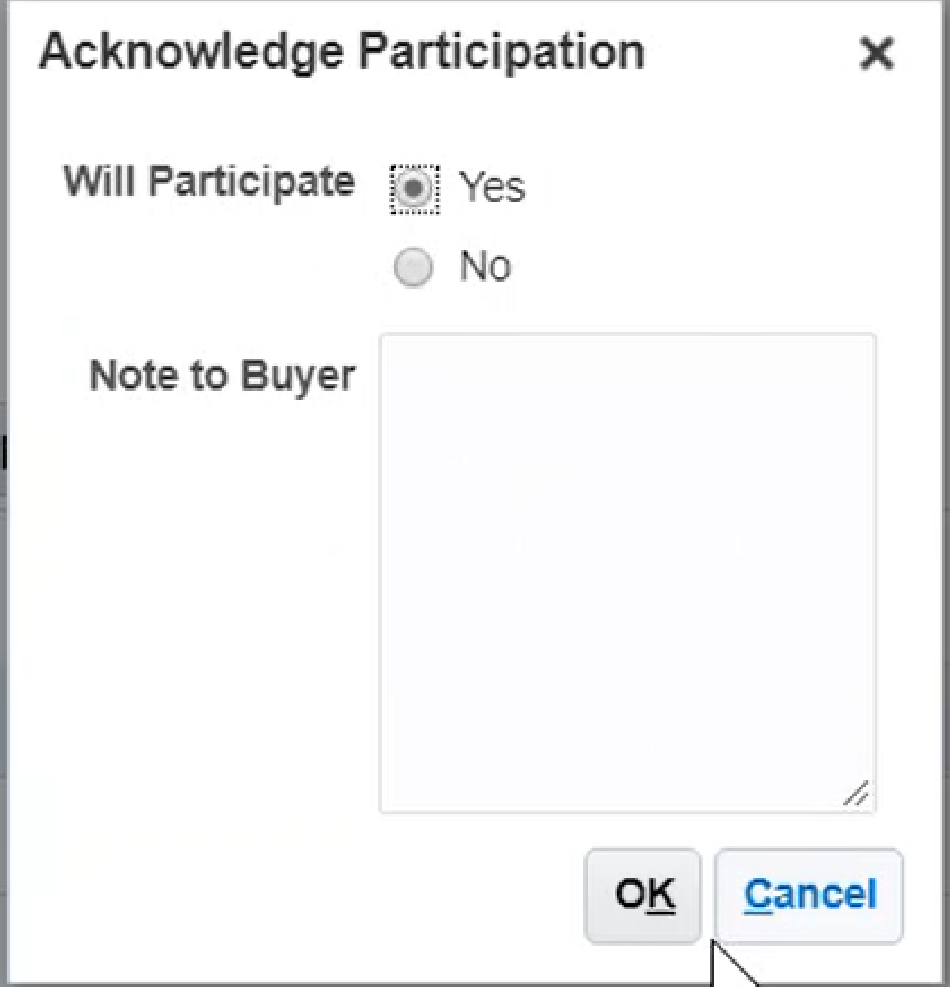 Acknowledge Participation
Will Participate Yes
No
Note to Buyer
OK Cancel